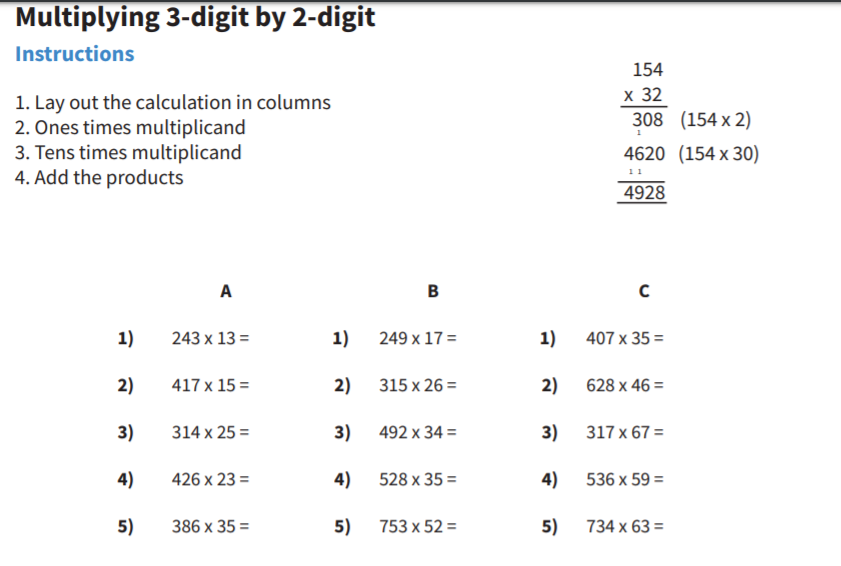 Multiplying 3-digit by 2-digit
Instructions
1. Lay out the calculation in columns
2. Ones times multiplicand
3. Tens times multiplicand
4. Add the products
154
x 32
308 (154 x 2)
1
4620 (154 x 30)
1 1
4928
A B C
1) 243 x 13 = 1) 249 x 17 = 1) 407 x 35 =
2) 417 x 15 = 2) 315 x 26 = 2) 628 x 46 =
3) 314 x 25 = 3) 492 x 34 = 3) 317 x 67 =
4) 426 x 23 = 4) 528 x 35 = 4) 536 x 59 =
5) 386 x 35 = 5) 753 x 52 = 5) 734 x 63 =